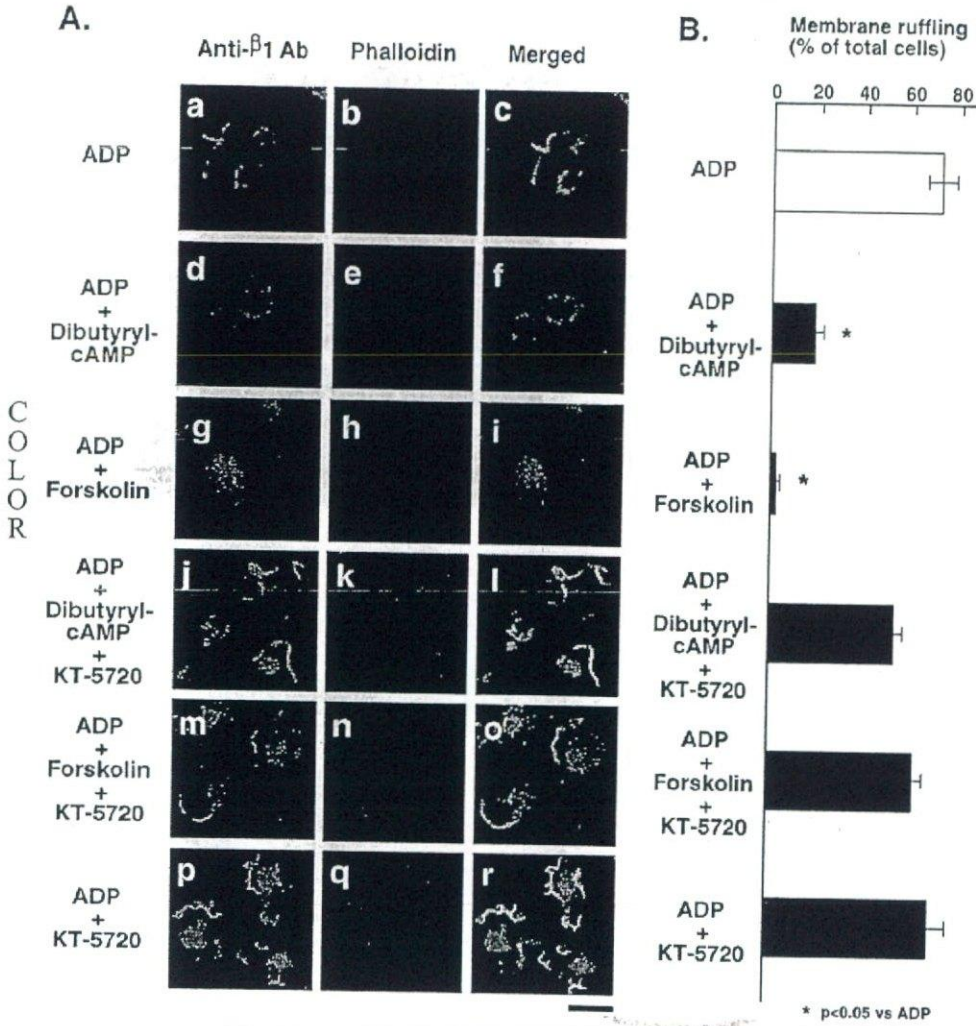 A.
Anti-β1 Ab Phalloidin Merged
ADP
a b c
ADP
+
Dibutyryl-
cAMP
d e f
C
O
L
O
R
ADP
+
Forskolin
g h i
ADP
+
Dibutyryl-
cAMP
+
KT-5720
j k l
ADP
+
Forskolin
+
KT-5720
m n o
ADP
+
KT-5720
p q r
B.
Membrane ruffling
(% of total cells)
0 20 40 60 80
ADP
ADP
+
Dibutyryl-
cAMP
*
ADP
+
Forskolin
*
ADP
+
Dibutyryl-
cAMP
+
KT-5720
ADP
+
Forskolin
+
KT-5720
ADP
+
KT-5720
* p<0.05 vs ADP